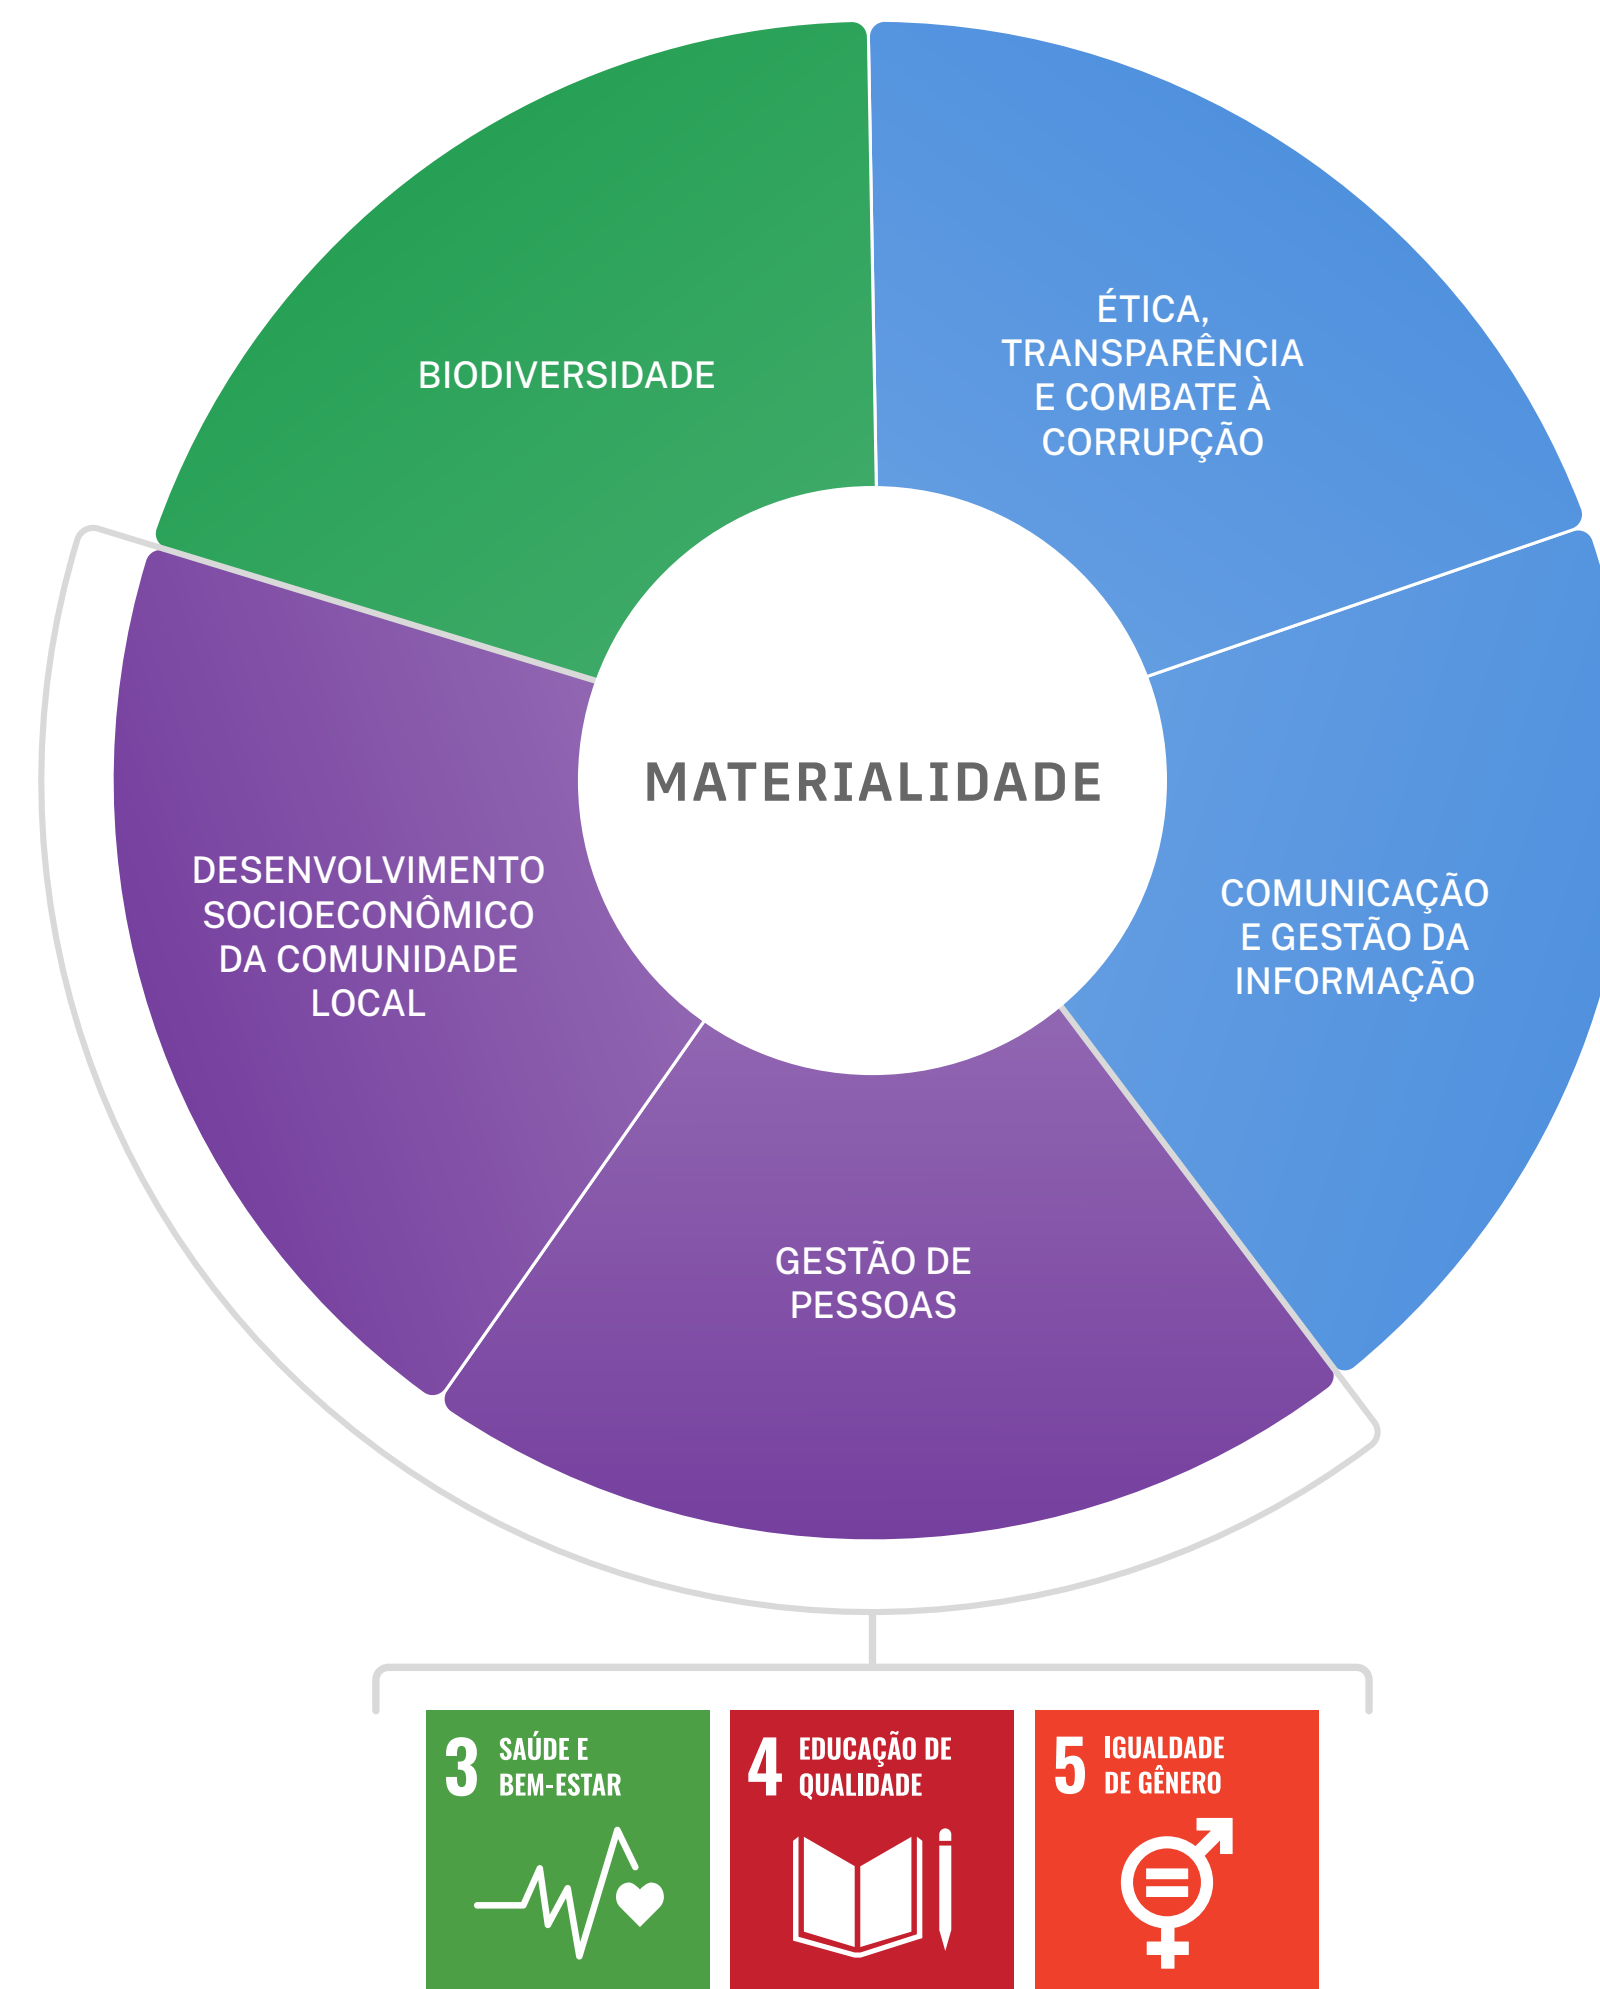 BIODIVERSIDADE
ÉTICA,
TRANSPARÊNCIA
E COMBATE À
CORRUPÇÃO
MATERIALIDADE
DESENVOLVIMENTO
SOCIOECONÔMICO
DA COMUNIDADE
LOCAL
COMUNICAÇÃO
E GESTÃO DA
INFORMAÇÃO
GESTÃO DE
PESSOAS
3 SAÚDE E
BEM-ESTAR
4 EDUCAÇÃO DE
QUALIDADE
5 IGUALDADE
DE GÊNERO